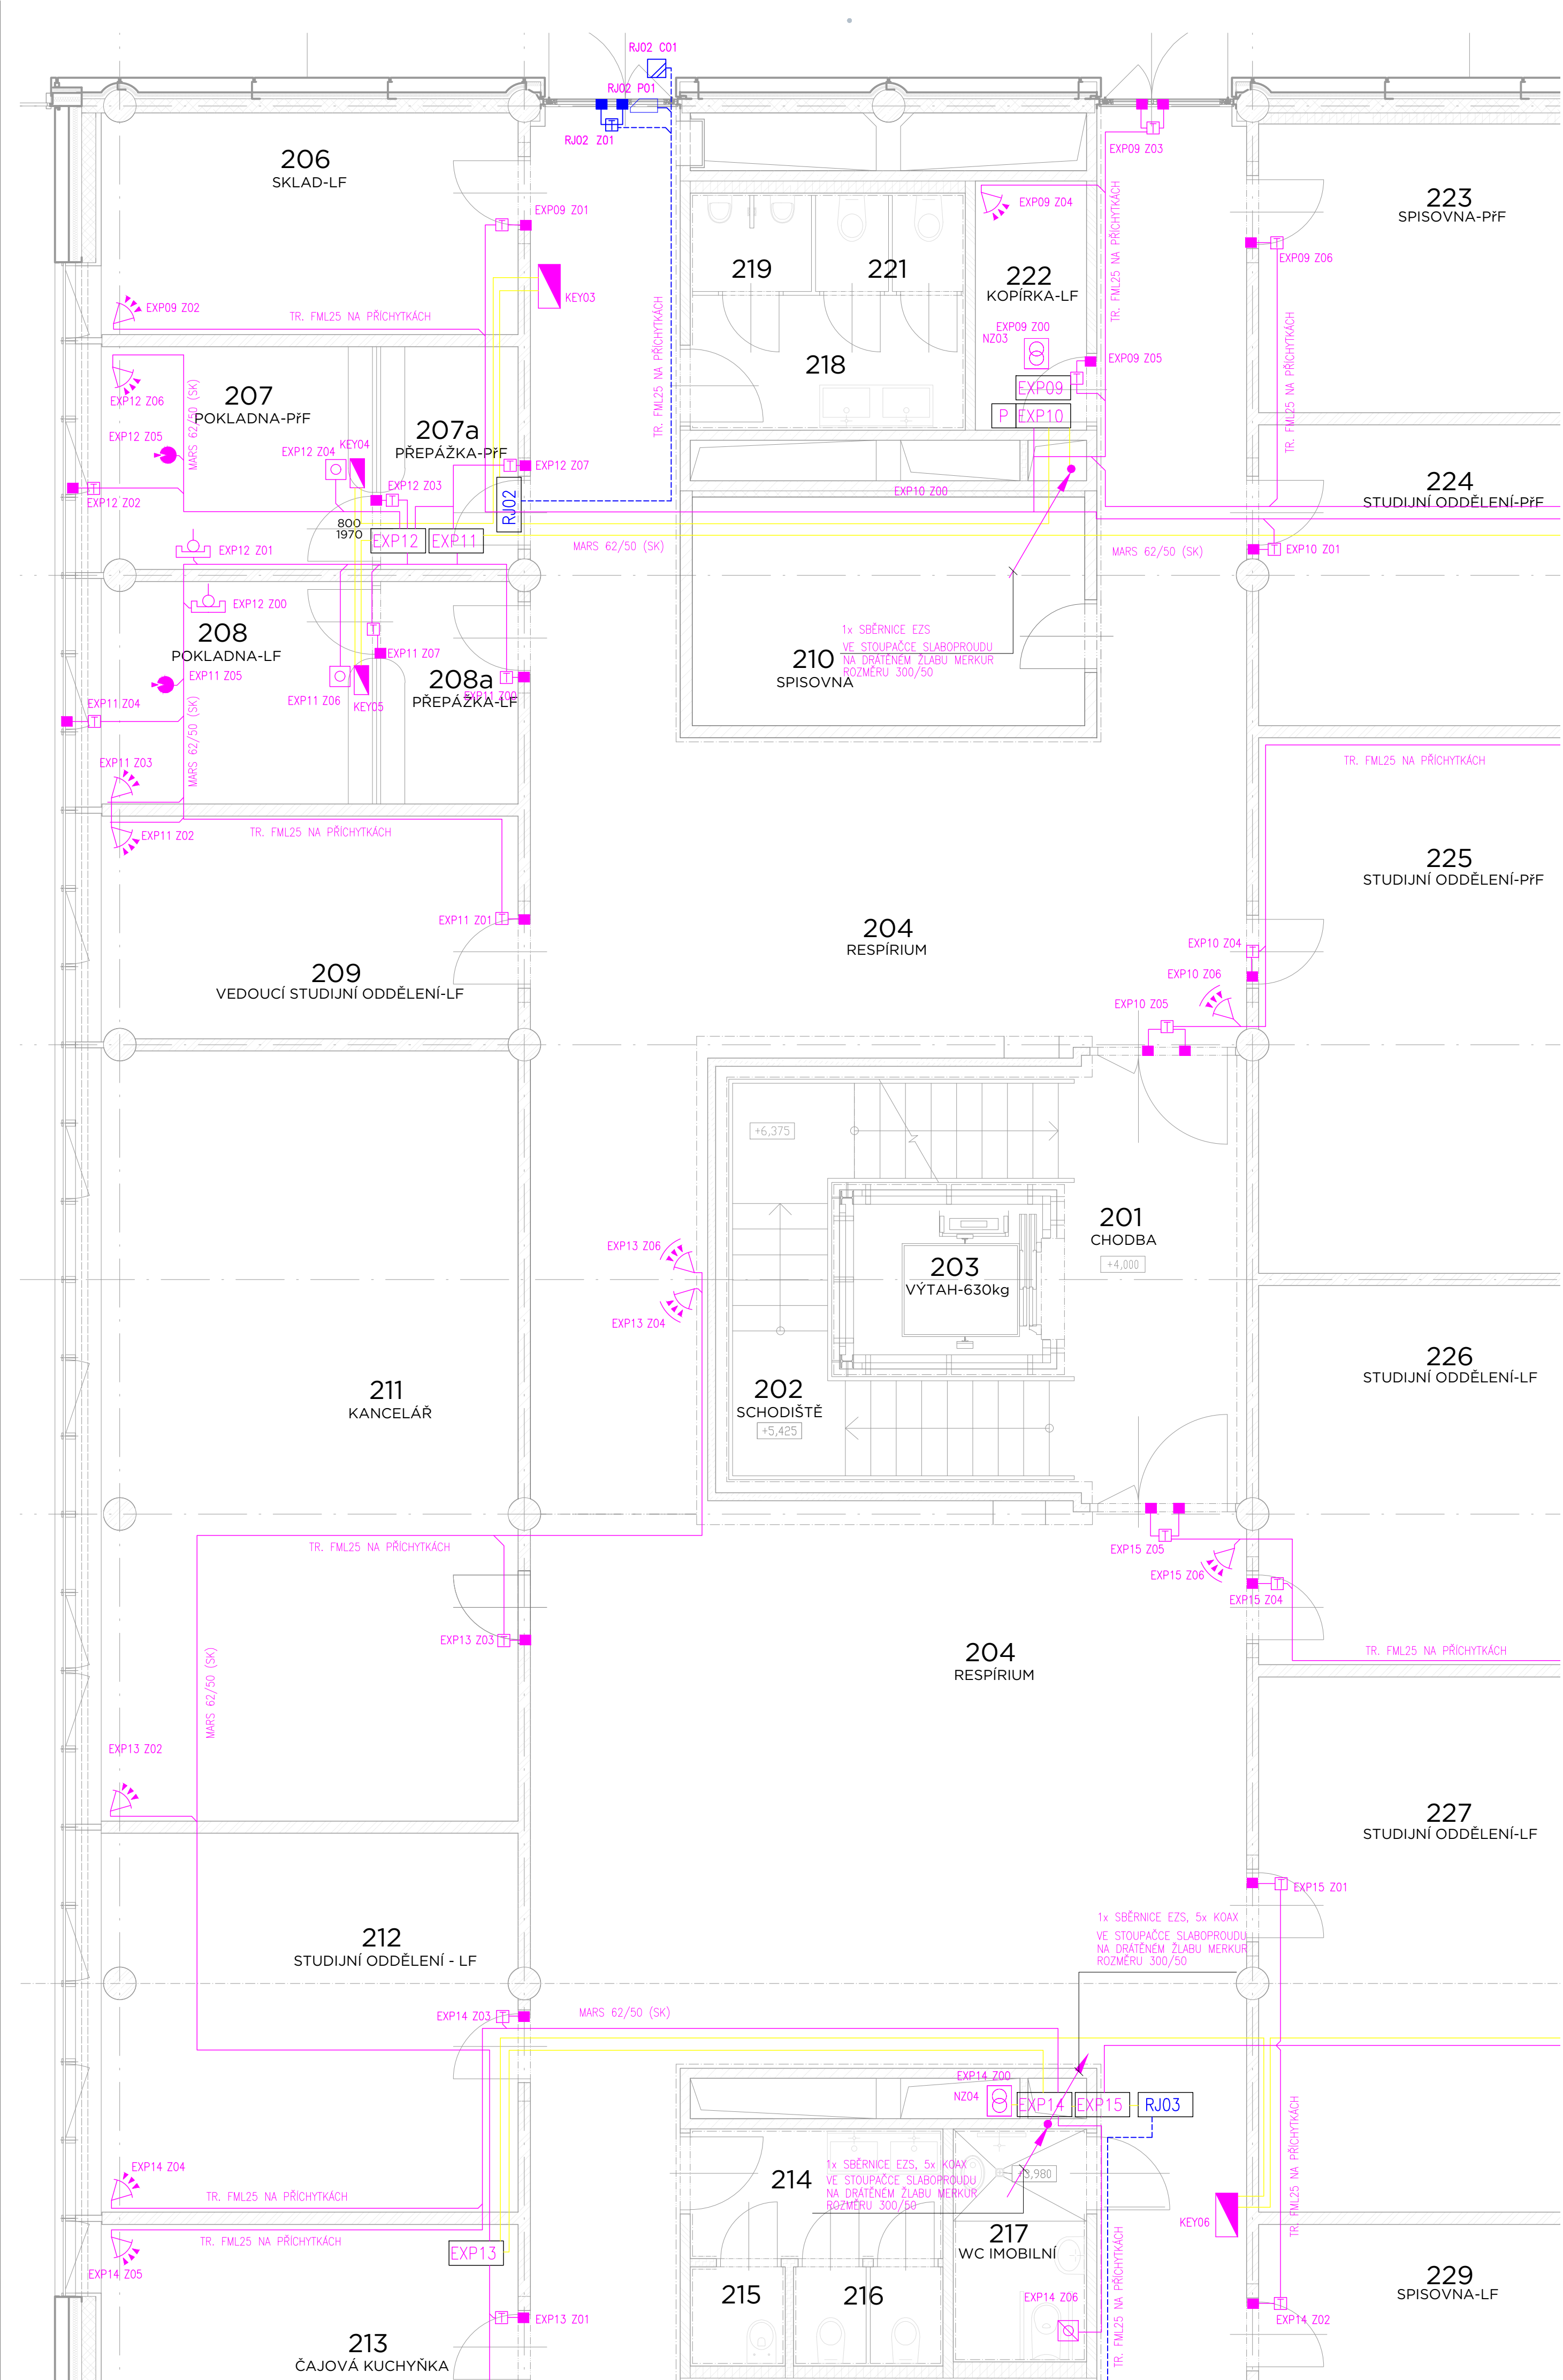 RJ02 C01
RJ02 P01
RJ02 Z01
EXP09 Z03
206
SKLAD-LF
223
SPISOVNA-PřF
EXP09 Z01
EXP09 Z04
TR. FML25 NA PŘÍCHYTKÁCH
EXP09 Z06
219
221
222
KOPÍRKA-LF
KEY03
EXP09 Z02
TR. FML25 NA PŘÍCHYTKÁCH
TR. FML25 NA PŘÍCHYTKÁCH
TR. FML25 NA PŘÍCHYTKÁCH
EXP09 Z00
NZ03
EXP09 Z05
218
EXP09
P
EXP10
EXP12 Z06
207
POKLADNA-PřF
MARS 62/50 (SK)
207a
PŘEPÁŽKA-PřF
EXP12 Z05
EXP12 Z04
KEY04
EXP12 Z07
EXP12 Z03
EXP12 Z02
RJ02
EXP10 Z00
224
STUDIJNÍ ODDĚLENÍ-PřF
800
1970
EXP12
EXP11
MARS 62/50 (SK)
MARS 62/50 (SK)
EXP10 Z01
EXP12 Z01
EXP12 Z00
208
POKLADNA-LF
EXP11 Z07
EXP11 Z05
EXP11 Z04
MARS 62/50 (SK)
EXP11 Z06
KEY05
208a
EXP11 Z00
PŘEPÁŽKA-LF
1x SBĚRNICE EZS
VE STOUPAČCE SLABOPROUDU
NA DRÁTĚNÉM ŽLABU MERKUR
ROZMĚRU 300/50
210
SPISOVNA
EXP11 Z03
TR. FML25 NA PŘÍCHYTKÁCH
EXP11 Z02
TR. FML25 NA PŘÍCHYTKÁCH
225
STUDIJNÍ ODDĚLENÍ-PřF
EXP11 Z01
204
RESPÍRIUM
EXP10 Z04
EXP10 Z06
209
VEDOUCÍ STUDIJNÍ ODDĚLENÍ-LF
EXP10 Z05
+6,375
201
CHODBA
+4,000
EXP13 Z06
203
VÝTAH-630kg
EXP13 Z04
226
STUDIJNÍ ODDĚLENÍ-LF
211
KANCELÁŘ
202
SCHODIŠTĚ
+5,425
TR. FML25 NA PŘÍCHYTKÁCH
EXP15 Z05
EXP15 Z06
EXP15 Z04
EXP13 Z03
TR. FML25 NA PŘÍCHYTKÁCH
204
RESPÍRIUM
MARS 62/50 (SK)
EXP13 Z02
227
STUDIJNÍ ODDĚLENÍ-LF
EXP15 Z01
1x SBĚRNICE EZS, 5x KOAX
VE STOUPAČCE SLABOPROUDU
NA DRÁTĚNÉM ŽLABU MERKUR
ROZMĚRU 300/50
212
STUDIJNÍ ODDĚLENÍ - LF
EXP14 Z03
MARS 62/50 (SK)
EXP14 Z00
NZ04
EXP14
EXP15
RJ03
TR. FML25 NA PŘÍCHYTKÁCH
EXP14 Z04
214
1x SBĚRNICE EZS, 5x KOAX
VE STOUPAČCE SLABOPROUDU
NA DRÁTĚNÉM ŽLABU MERKUR
ROZMĚRU 300/50
TR. FML25 NA PŘÍCHYTKÁCH
KEY06
TR. FML25 NA PŘÍCHYTKÁCH
217
WC IMOBILNÍ
TR. FML25 NA PŘÍCHYTKÁCH
EXP13
EXP14 Z05
215
216
EXP14 Z06
229
SPISOVNA-LF
EXP13 Z01
EXP14 Z02
213
ČAJOVÁ KUCHYŇKA